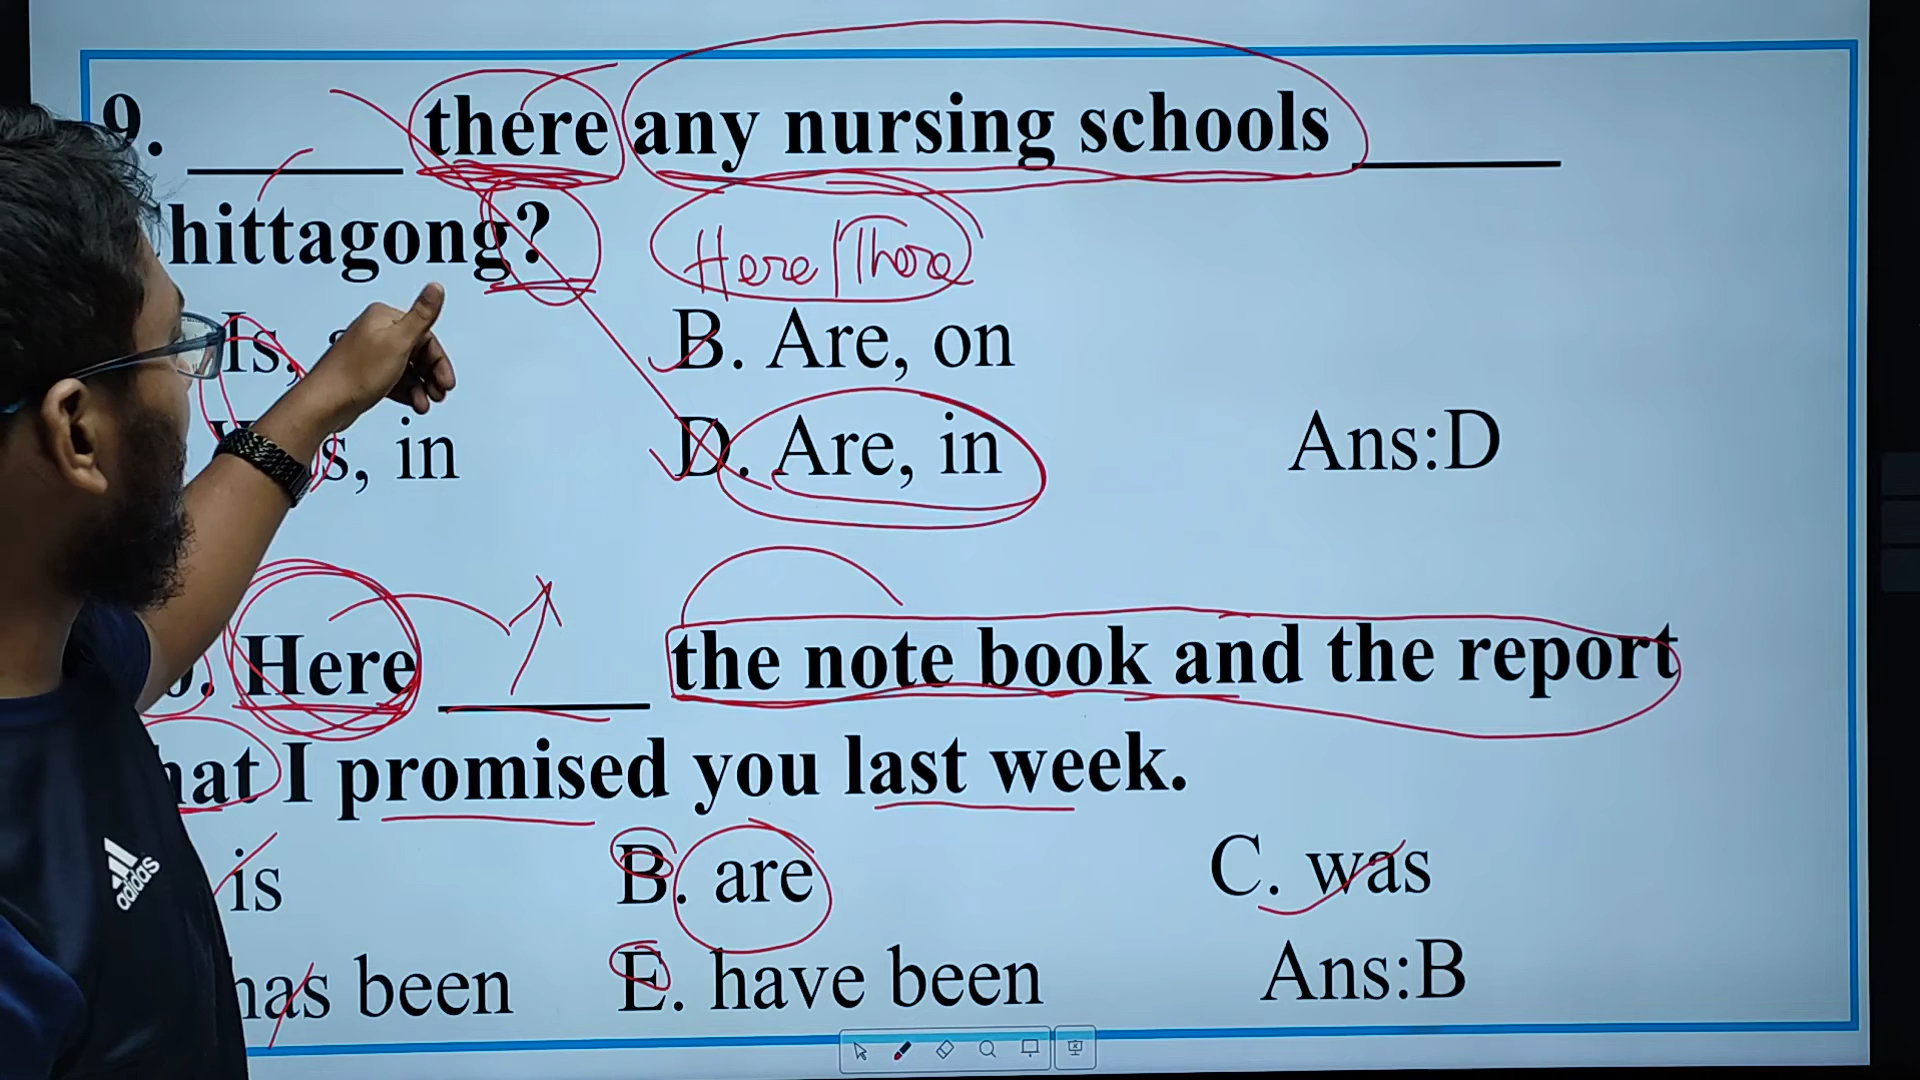 9. ______ there any nursing schools ______
hittagong?
Here/There
Is,
B. Are, on
s, in
D. Are, in
Ans:D
Here ______ the note book and the report
hat I promised you last week.
is
B. are
C. was
has been
E. have been
Ans:B
adidas